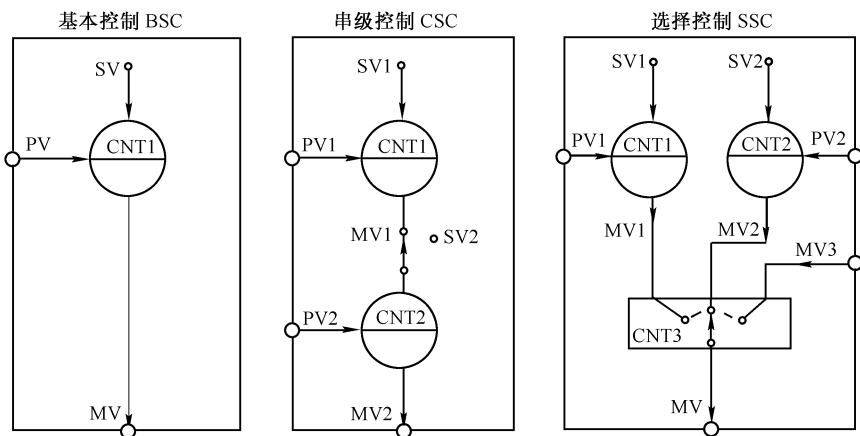 基本控制 BSC
SV
PV
CNT1
MV
串级控制 CSC
SV1
PV1
CNT1
MV1
SV2
PV2
CNT2
MV2
选择控制 SSC
SV1
SV2
PV1
CNT1
CNT2
PV2
MV1
MV2
MV3
CNT3
MV